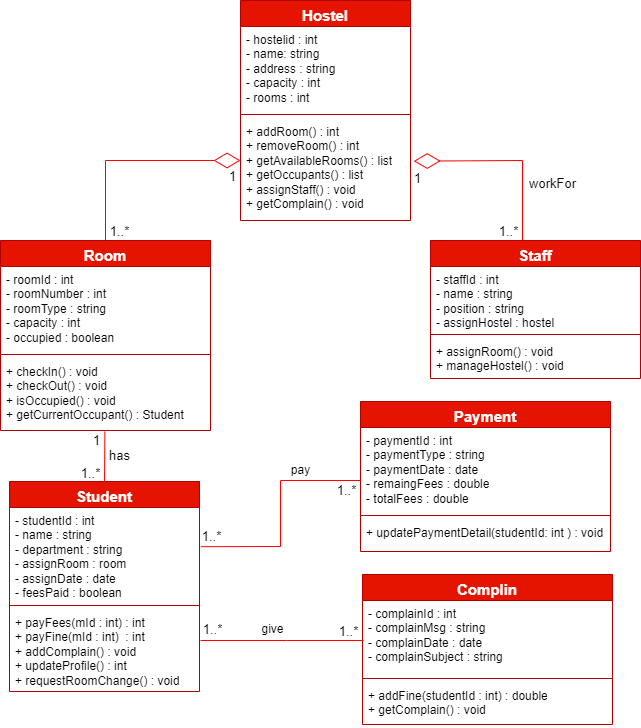 Hostel
- hostelid : int
- name: string
- address : string
- capacity : int
- rooms : int
+ addRoom() : int
+ removeRoom() : int
+ getAvailableRooms() : list
+ getOccupants() : list
+ assignStaff() : void
+ getComplain() : void
1
1
workFor
1..*
1..*
Room
- roomId : int
- roomNumber : int
- roomType : string
- capacity : int
- occupied : boolean
+ checkIn() : void
+ checkOut() : void
+ isOccupied() : void
+ getCurrentOccupant() : Student
Staff
- staffId : int
- name : string
- position : string
- assignHostel : hostel
+ assignRoom() : void
+ manageHostel() : void
1
has
1..*
Student
- studentId : int
- name : string
- department : string
- assignRoom : room
- assignDate : date
- feesPaid : boolean
+ payFees(mId : int) : int
+ payFine(mId : int)  : int
+ addComplain() : void
+ updateProfile() : int
+ requestRoomChange() : void
pay
1..*
1..*
Payment
- paymentId : int
- paymentType : string
- paymentDate : date
- remaingFees : double
- totalFees : double
+ updatePaymentDetail(studentId: int ) : void
1..*
give
1..*
Complin
- complainId : int
- complainMsg : string
- complainDate : date
- complainSubject : string
+ addFine(studentId : int) : double
+ getComplain() : void